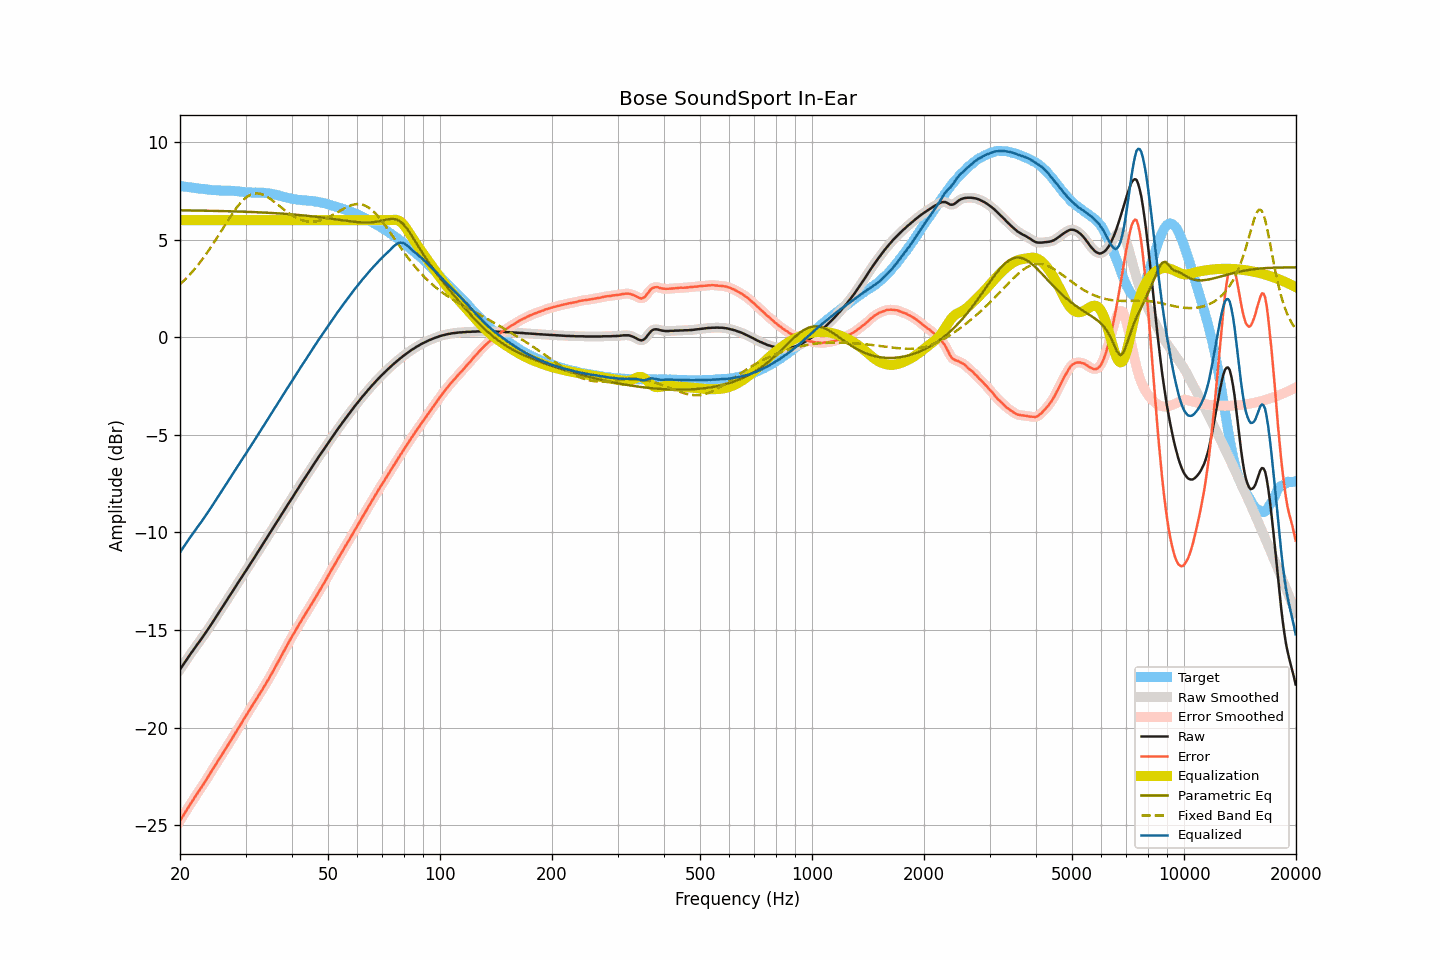 Bose SoundSport In-Ear
Amplitude (dBr)
10
5
0
−5
−10
−15
−20
−25
20
50
100
200
500
1000
2000
5000
10000
20000
Frequency (Hz)
Target
Raw Smoothed
Error Smoothed
Raw
Error
Equalization
Parametric Eq
Fixed Band Eq
Equalized